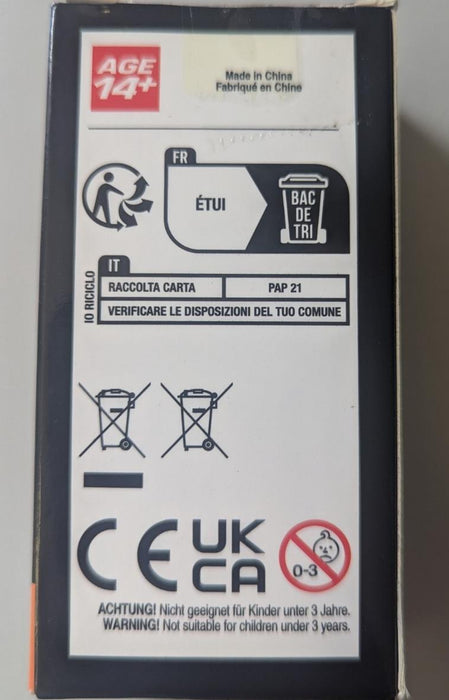 AGE
14+
Made in China
Fabriqué en Chine
FR
ÉTUI
BAC
DE
TRI
IT
IO RICICLO
RACCOLTA CARTA PAP 21
VERIFICARE LE DISPOSIZIONI DEL TUO COMUNE
CE
UK
CA
0-3
ACHTUNG! Nicht geeignet für Kinder unter 3 Jahre.
WARNING! Not suitable for children under 3 years.